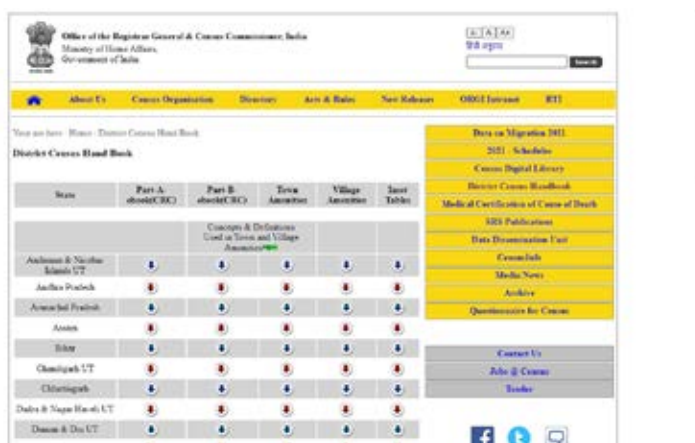 Office of the Registrar General & Census Commissioner, India
Ministry of Home Affairs,
Government of India
A- A A+
Search
About Us Census Organisation Directory Acts & Rules New Releases ORGI Intranet RTI
You are here: Home - District Census Hand Book
District Census Hand Book
State Part-A ebook(CRC) Part-B ebook(CRC) Town Amenities Village Amenities Inset Tables
Concepts & Definitions
Used in Town and Village
Amenities
Andaman & Nicobar
Islands UT
Andhra Pradesh
Arunachal Pradesh
Assam
Bihar
Chandigarh UT
Chhattisgarh
Dadra & Nagar Haveli UT
Daman & Diu UT
Data on Migration 2011
2021 - Schedules
Census Digital Library
District Census Handbook
Medical Certification of Cause of Death
SRS Publications
Data Dissemination Unit
CensusInfo
Media News
Archive
Questionnaire for Census
Contact Us
Jobs @ Census
Tender